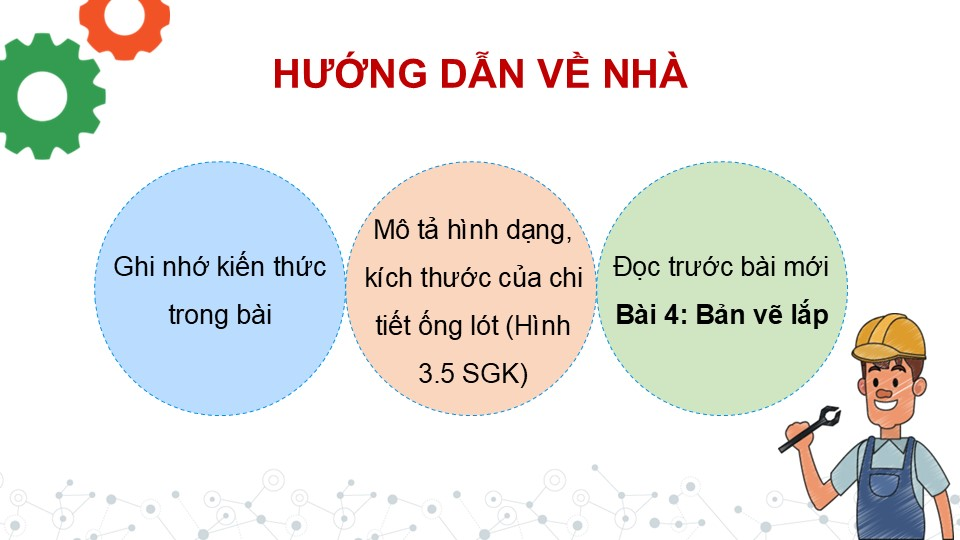 HƯỚNG DẪN VỀ NHÀ
Ghi nhớ kiến thức
trong bài
Mô tả hình dạng,
kích thước của chi
tiết ống lót (Hình
3.5 SGK)
Đọc trước bài mới
Bài 4: Bản vẽ lắp